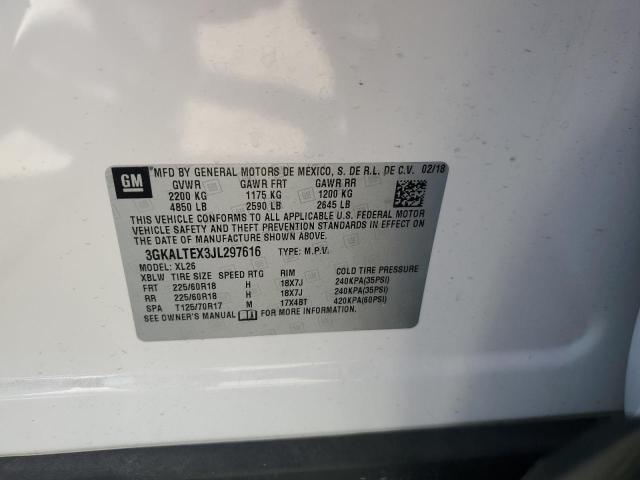 GM
MFD BY GENERAL MOTORS DE MEXICO, S. DE R.L. DE C.V. 02/18
GVWR GAWR FRT GAWR RR
2200 KG 1175 KG 1200 KG
4850 LB 2590 LB 2645 LB
THIS VEHICLE CONFORMS TO ALL APPLICABLE U.S. FEDERAL MOTOR
VEHICLE SAFETY AND THEFT PREVENTION STANDARDS IN EFFECT ON
THE DATE OF MANUFACTURE SHOWN ABOVE.
3GKALTEX3JL297616 TYPE: M.P.V.
MODEL: XL26
XBLW TIRE SIZE SPEED RTG RIM COLD TIRE PRESSURE
FRT 225/60R18 H 18X7J 240KPA(35PSI)
RR 225/60R18 H 18X7J 240KPA(35PSI)
SPA T125/70R17 M 17X4BT 420KPA(60PSI)
SEE OWNER'S MANUAL FOR MORE INFORMATION.